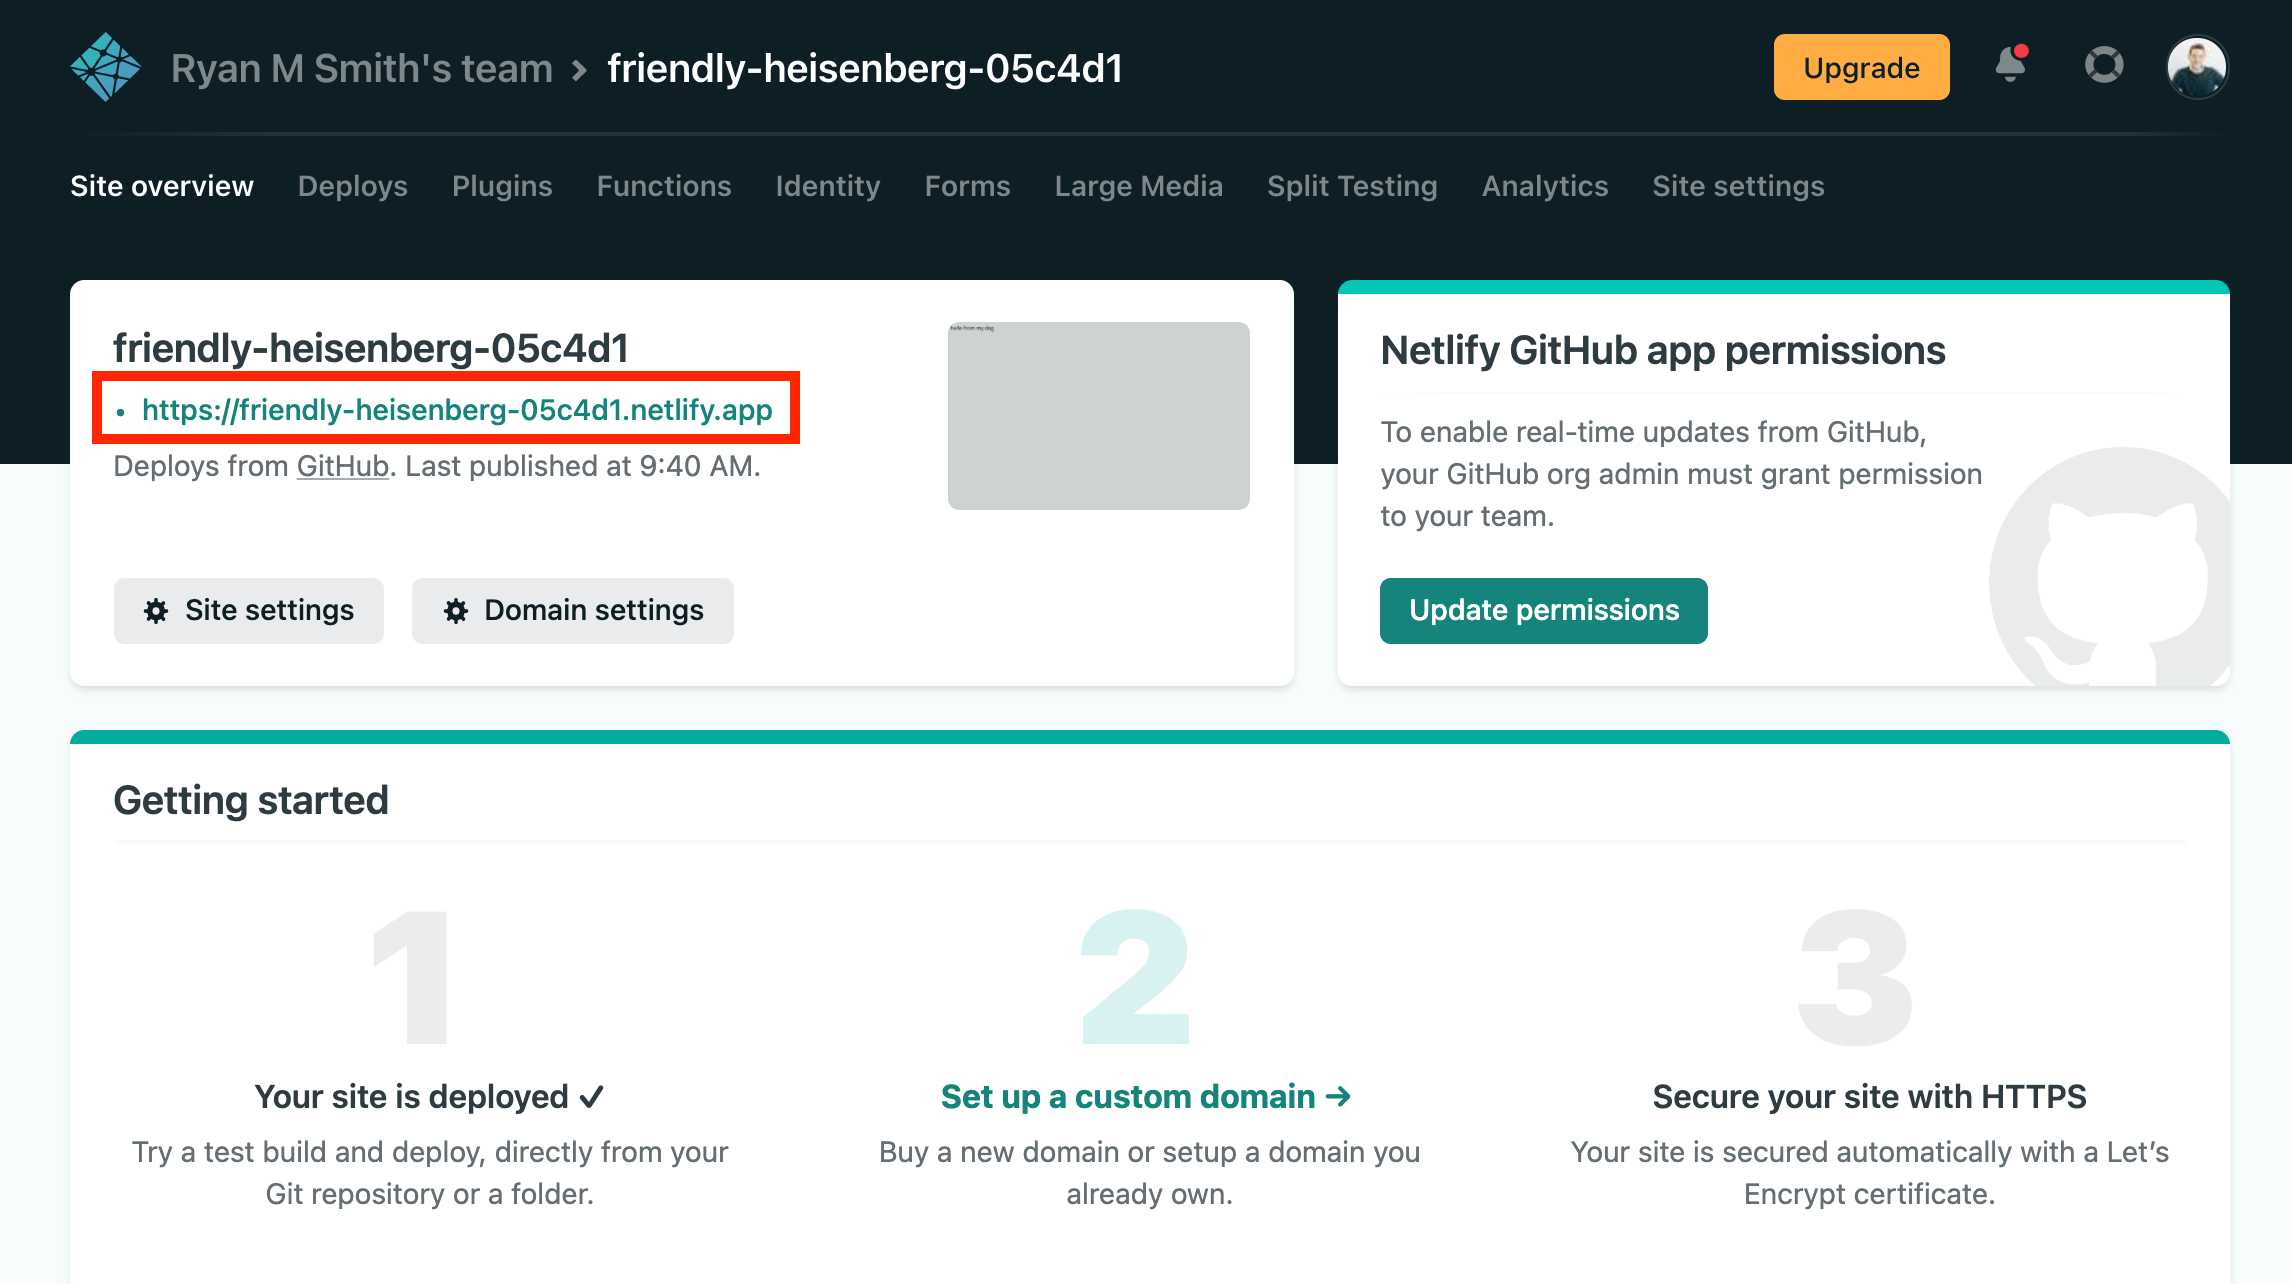 Ryan M Smith's team > friendly-heisenberg-05c4d1
Upgrade
Site overview Deploys Plugins Functions Identity Forms Large Media Split Testing Analytics Site settings
friendly-heisenberg-05c4d1
• https://friendly-heisenberg-05c4d1.netlify.app
Deploys from GitHub. Last published at 9:40 AM.
hello from my dog
Site settings
Domain settings
Netlify GitHub app permissions
To enable real-time updates from GitHub,
your GitHub org admin must grant permission
to your team.
Update permissions
Getting started
1
Your site is deployed ✓
Try a test build and deploy, directly from your
Git repository or a folder.
2
Set up a custom domain →
Buy a new domain or setup a domain you
already own.
3
Secure your site with HTTPS
Your site is secured automatically with a Let’s
Encrypt certificate.